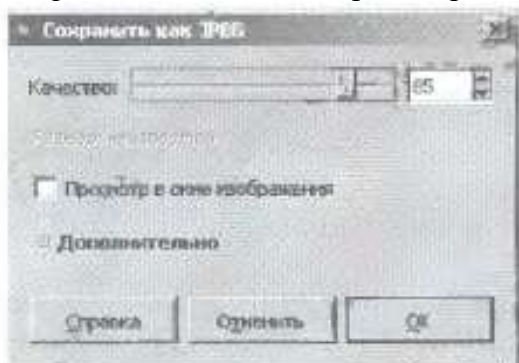 Сохранить как JPEG
Качество: 85
Просмотр в окне изображения
Дополнительно
Справка Отменить OK